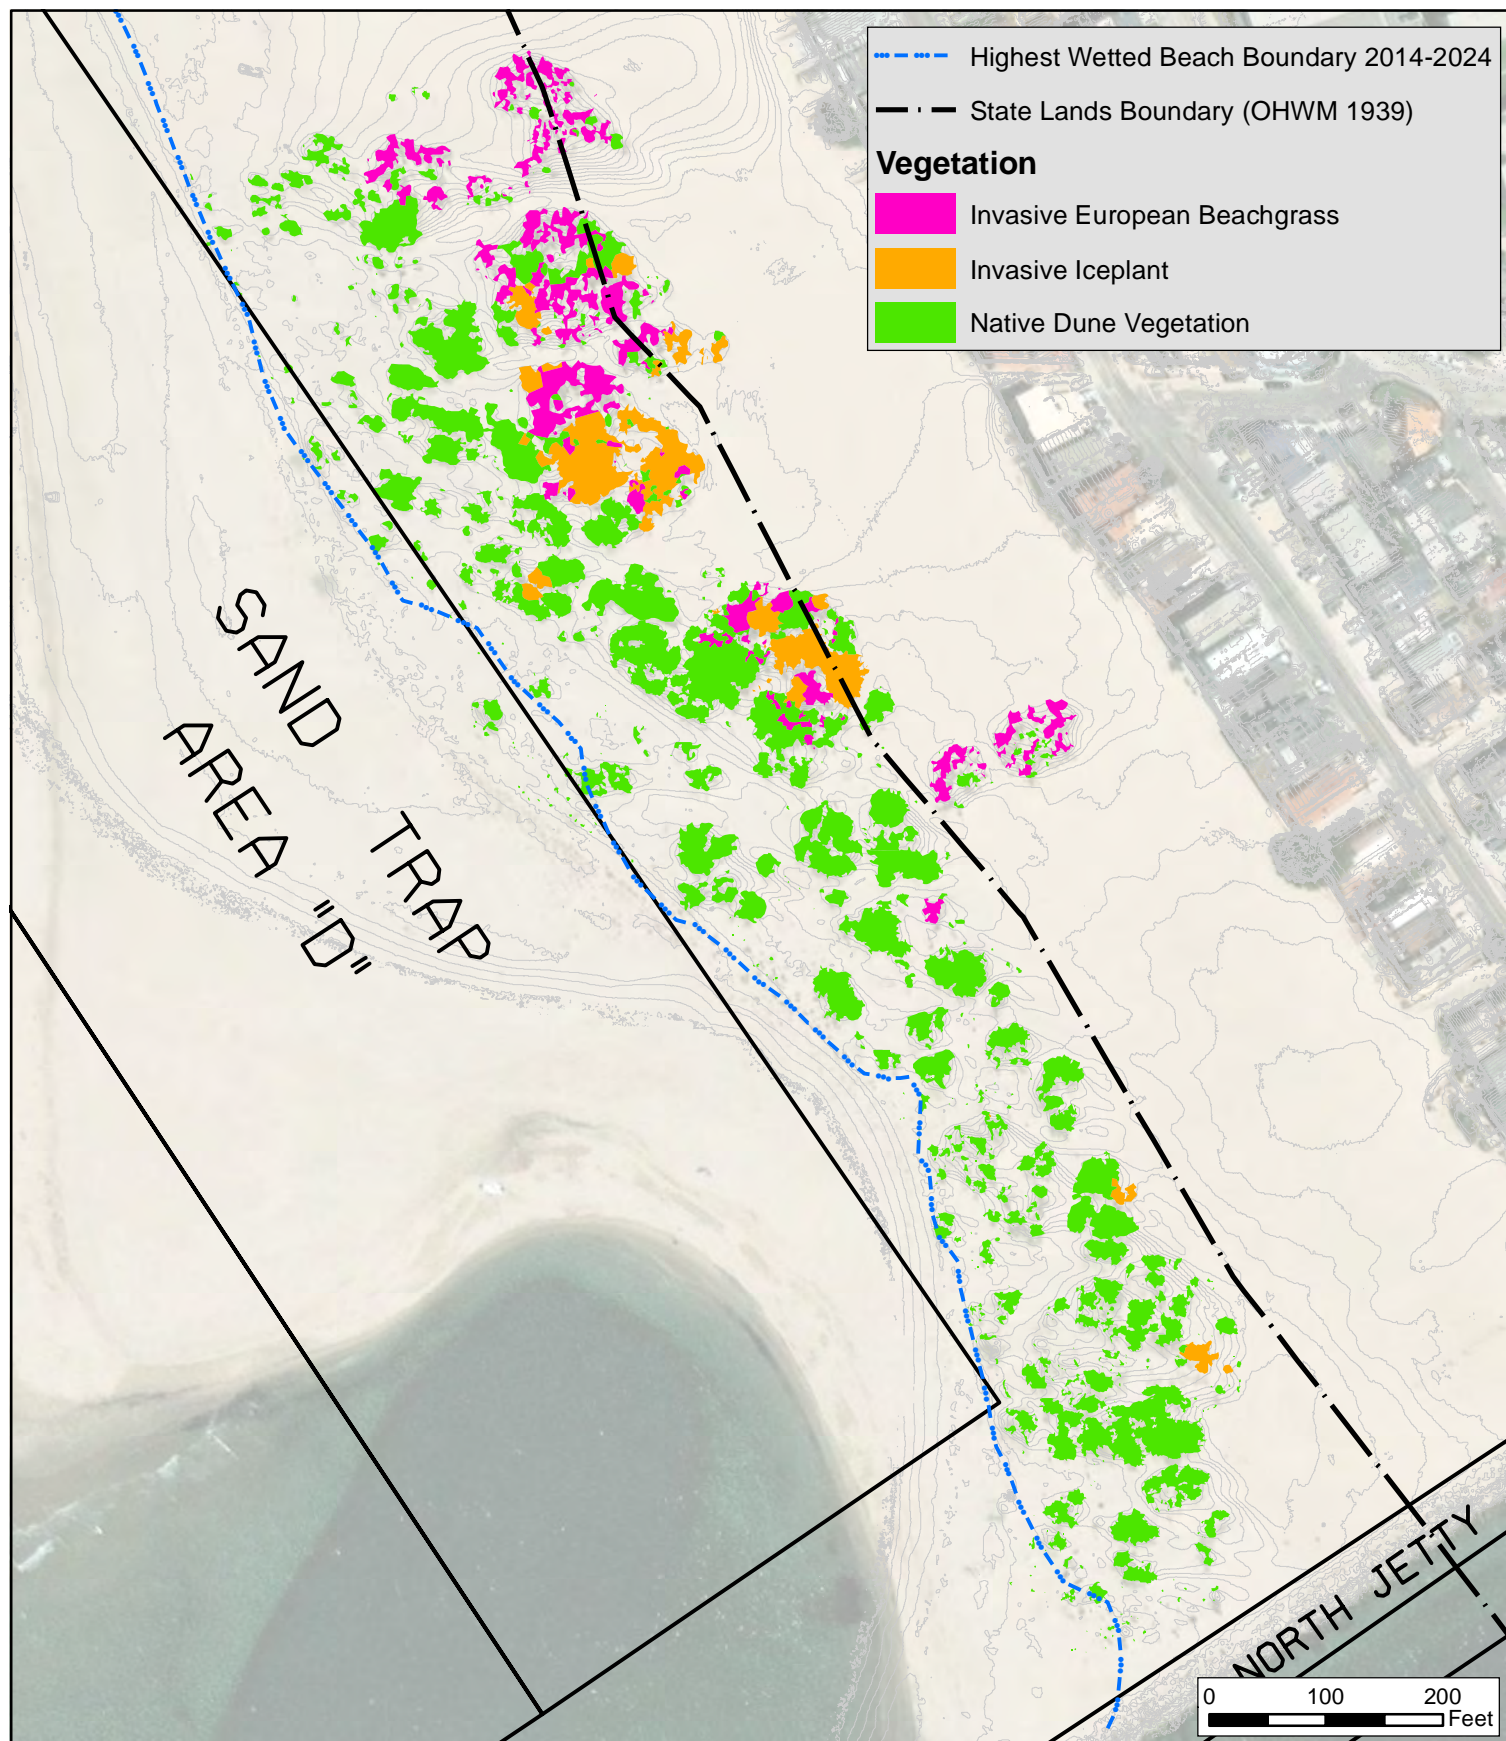 Highest Wetted Beach Boundary 2014-2024
State Lands Boundary (OHWM 1939)
Vegetation
Invasive European Beachgrass
Invasive Iceplant
Native Dune Vegetation
SAND TRAP
AREA "D"
NORTH JETTY
0 100 200
Feet